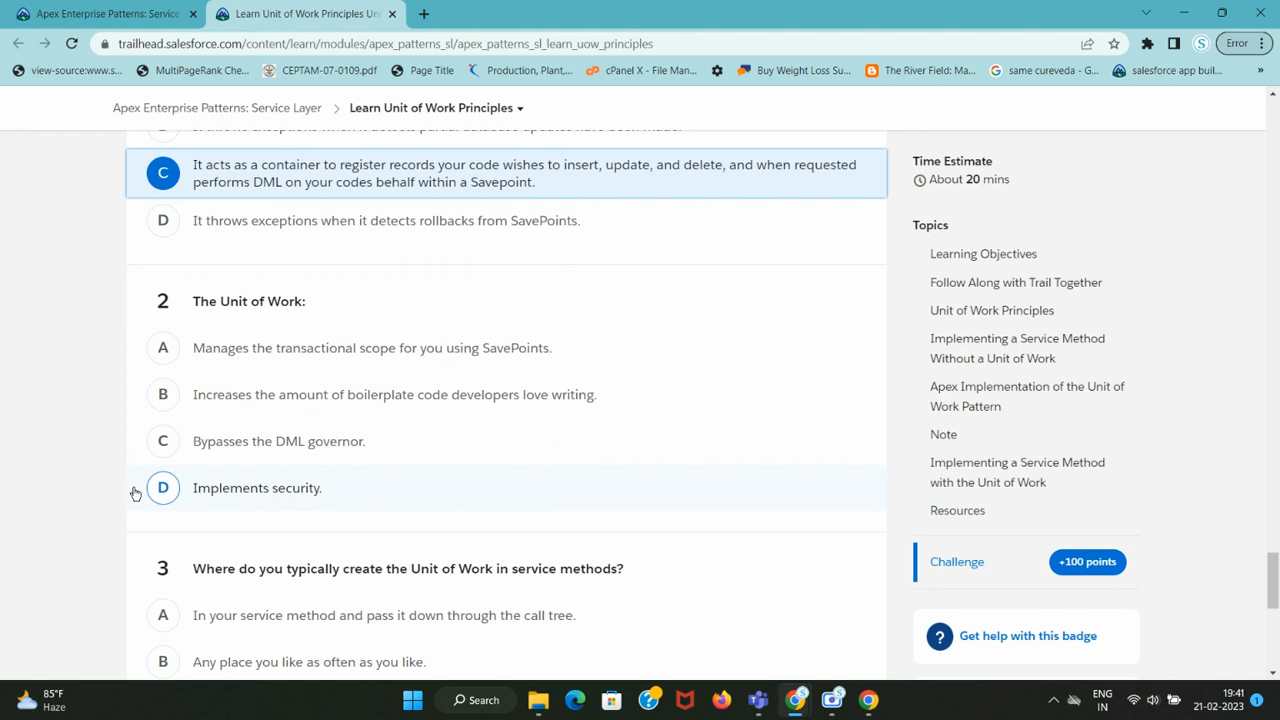 Apex Enterprise Patterns: Service
Learn Unit of Work Principles Uni
trailhead.salesforce.com/content/learn/modules/apex_patterns_sl/apex_patterns_sl_learn_uow_principles
Error
view-source:www.s...
MultiPageRank Che...
CEPTAM-07-0109.pdf
Page Title
Production, Plant,...
cPanel X - File Man...
Buy Weight Loss Su...
The River Field: Ma...
same cureveda - G...
salesforce app buil...
Apex Enterprise Patterns: Service Layer
Learn Unit of Work Principles
C
It acts as a container to register records your code wishes to insert, update, and delete, and when requested
performs DML on your codes behalf within a Savepoint.
D
It throws exceptions when it detects rollbacks from SavePoints.
2
The Unit of Work:
A
Manages the transactional scope for you using SavePoints.
B
Increases the amount of boilerplate code developers love writing.
C
Bypasses the DML governor.
D
Implements security.
3
Where do you typically create the Unit of Work in service methods?
A
In your service method and pass it down through the call tree.
B
Any place you like as often as you like.
Time Estimate
About 20 mins
Topics
Learning Objectives
Follow Along with Trail Together
Unit of Work Principles
Implementing a Service Method
Without a Unit of Work
Apex Implementation of the Unit of
Work Pattern
Note
Implementing a Service Method
with the Unit of Work
Resources
Challenge
+100 points
?
Get help with this badge
85°F
Haze
Search
ENG
IN
19:41
21-02-2023
1